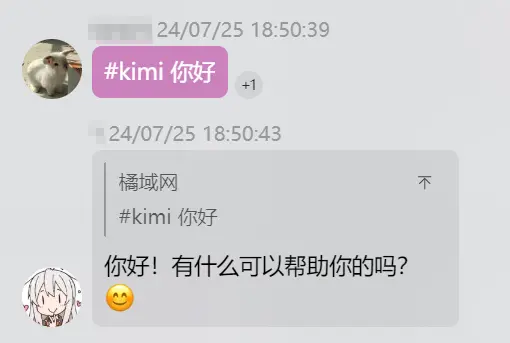 24/07/25 18:50:39
#kimi 你好
+1
24/07/25 18:50:43
橘域网
#kimi 你好
你好！有什么可以帮助你的吗？
😊